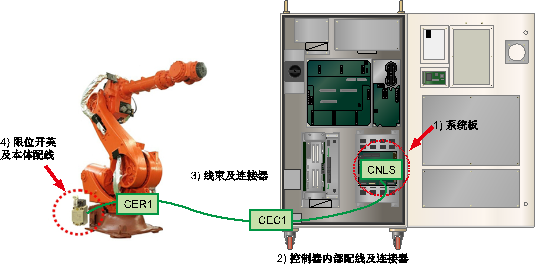 1) 系统板
CNLS
4) 限位开英
及本体配线
3) 线束及连接器
CER1
CEC1
2) 控制器内部配线及连接器